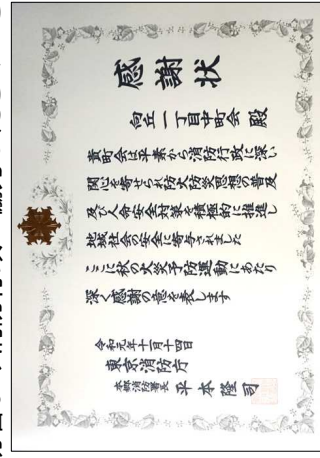 感謝状
向丘一丁目中町会 殿
貴町会は平素から消防行政に深い
関心を寄せられ防火防災思想の普及
及び人命安全対策を積極的に推進し
地域社会の安全に寄与されました
ここに秋の火災予防運動にあたり
深く感謝の意を表します
令和元年十一月十四日
東京消防庁
本郷消防署長 平本隆司